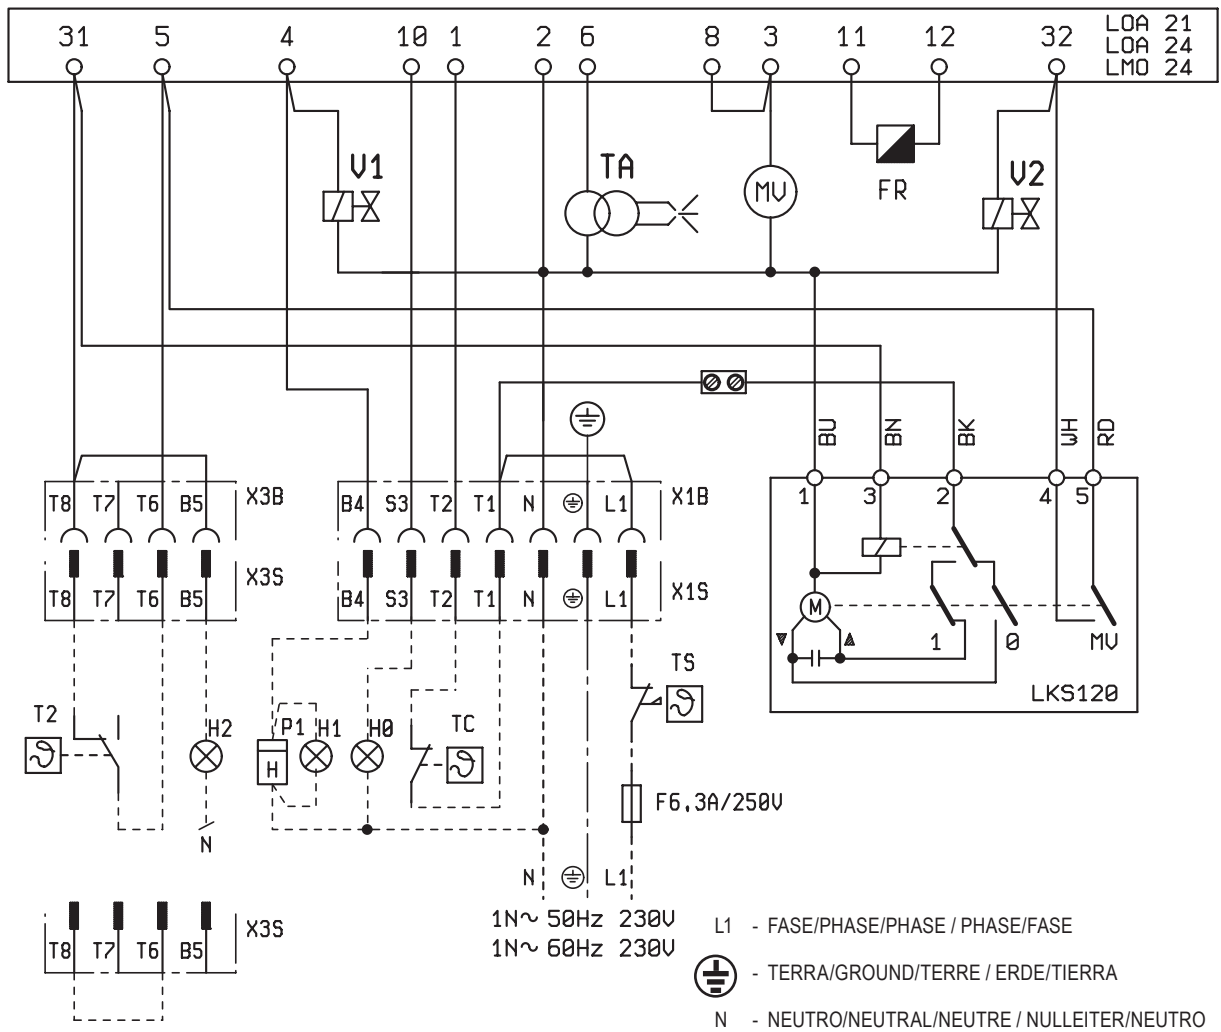 31 5 4 10 1 2 6 8 3 11 12 32
LOA 21
LOA 24
LMO 24
V1
TA
MV
FR
V2
BU BN BK WH RD
1 3 2 4 5
T8 T7 T6 B5 X3B
T8 T7 T6 B5 X3S
B4 S3 T2 T1 N L1 X1B
B4 S3 T2 T1 N L1 X1S
M
1 0 MV
LKS120
T2
H2
N
P1 H1 H0
H
TC
TS
F6,3A/250V
N L1
1N~ 50Hz 230V
1N~ 60Hz 230V
T8 T7 T6 B5 X3S
L1 - FASE/PHASE/PHASE / PHASE/FASE
- TERRA/GROUND/TERRE / ERDE/TIERRA
N - NEUTRO/NEUTRAL/NEUTRE / NULLEITER/NEUTRO